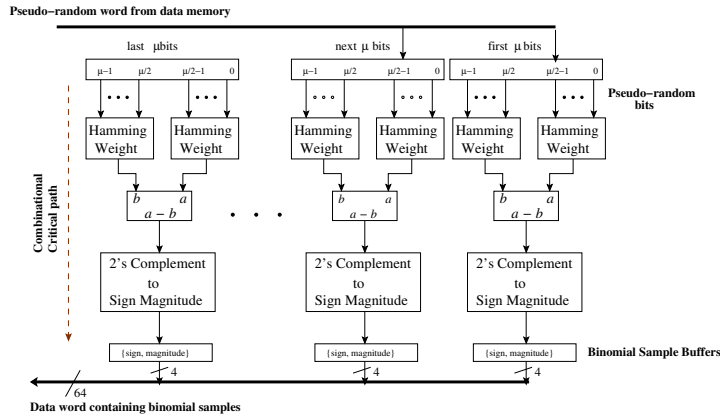 Pseudo-random word from data memory
last μbits
next μ bits
first μ bits
μ−1 μ/2 μ/2−1 0
μ−1 μ/2 μ/2−1 0
μ−1 μ/2 μ/2−1 0
Pseudo−random
bits
Hamming
Weight
Hamming
Weight
Hamming
Weight
Hamming
Weight
Hamming
Weight
Hamming
Weight
b a
a − b
b a
a − b
b a
a − b
Combinational
Critical path
2's Complement
to
Sign Magnitude
2's Complement
to
Sign Magnitude
2's Complement
to
Sign Magnitude
{sign, magnitude}
{sign, magnitude}
{sign, magnitude}
Binomial Sample Buffers
4
4
4
64
Data word containing binomial samples